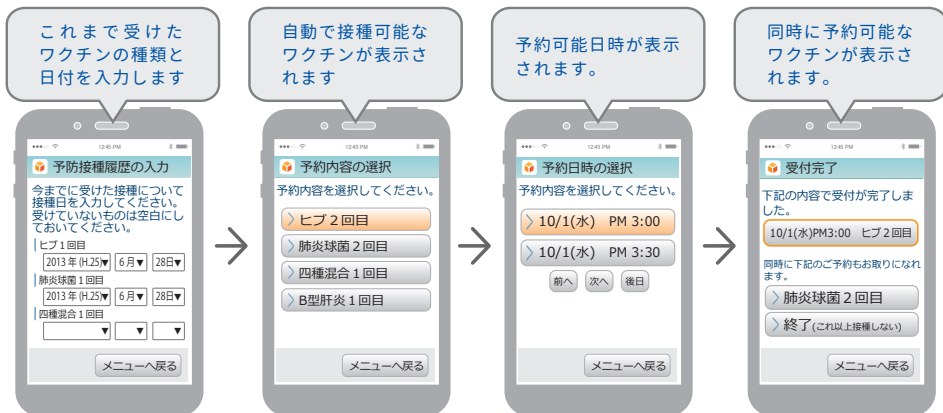 これまで受けた
ワクチンの種類と
日付を入力します
12:45 PM
予防接種履歴の入力
今までに受けた接種について
接種日を入力してください。
受けていないものは空白にし
ておいてください。
ヒブ1回目
2013年(H.25)▼ 6月▼ 28日▼
肺炎球菌1回目
2013年(H.25)▼ 6月▼ 28日▼
四種混合1回目
▼ ▼ ▼
メニューへ戻る
自動で接種可能な
ワクチンが表示さ
れます
12:45 PM
予約内容の選択
予約内容を選択してください。
ヒブ2回目
肺炎球菌2回目
四種混合1回目
B型肝炎1回目
メニューへ戻る
予約可能日時が表示
されます。
12:45 PM
予約日時の選択
予約内容を選択してください。
10/1(水) PM 3:00
10/1(水) PM 3:30
前へ 次へ 後日
メニューへ戻る
同時に予約可能な
ワクチンが表示さ
れます。
12:45 PM
受付完了
下記の内容で受付が完了しま
した。
10/1(水)PM3:00 ヒブ2回目
同時に下記のご予約もお取りになれ
ます。
肺炎球菌2回目
終了(これ以上接種しない)
メニューへ戻る